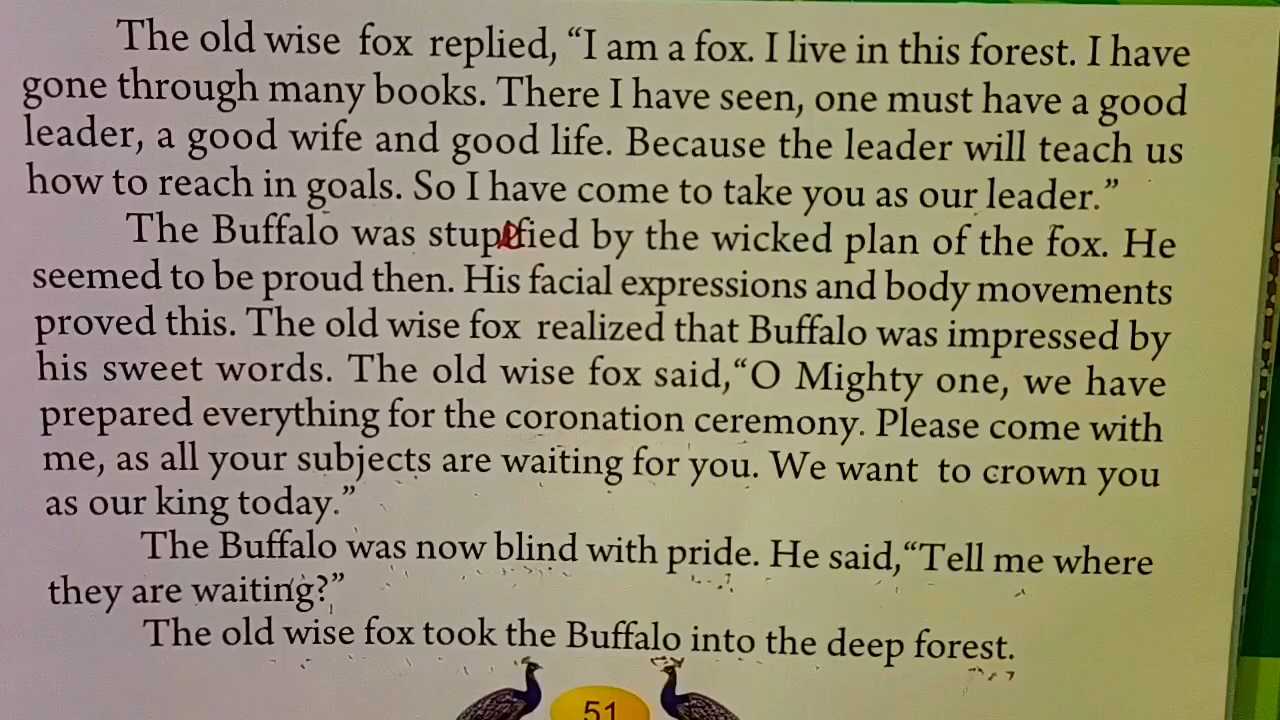 The old wise fox replied, “I am a fox. I live in this forest. I have
gone through many books. There I have seen, one must have a good
leader, a good wife and good life. Because the leader will teach us
how to reach in goals. So I have come to take you as our leader.”
The Buffalo was stupefied by the wicked plan of the fox. He
seemed to be proud then. His facial expressions and body movements
proved this. The old wise fox realized that Buffalo was impressed by
his sweet words. The old wise fox said,“O Mighty one, we have
prepared everything for the coronation ceremony. Please come with
me, as all your subjects are waiting for you. We want to crown you
as our king today.”
The Buffalo was now blind with pride. He said,“Tell me where
they are waiting?”
The old wise fox took the Buffalo into the deep forest.
51